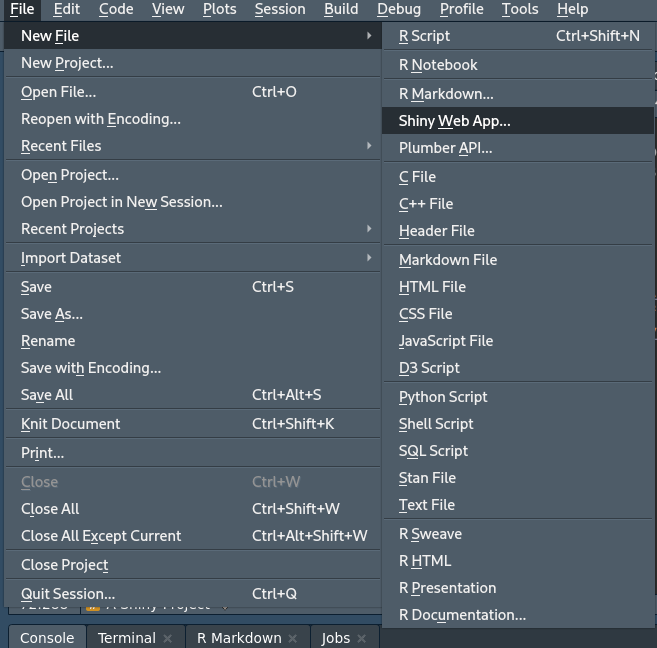 File Edit Code View Plots Session Build Debug Profile Tools Help
New File
New Project...
Open File... Ctrl+O
Reopen with Encoding...
Recent Files
Open Project...
Open Project in New Session...
Recent Projects
Import Dataset
Save Ctrl+S
Save As...
Rename
Save with Encoding...
Save All Ctrl+Alt+S
Knit Document Ctrl+Shift+K
Print...
Close Ctrl+W
Close All Ctrl+Shift+W
Close All Except Current Ctrl+Alt+Shift+W
Close Project
Quit Session... Ctrl+Q
R Script Ctrl+Shift+N
R Notebook
R Markdown...
Shiny Web App...
Plumber API...
C File
C++ File
Header File
Markdown File
HTML File
CSS File
JavaScript File
D3 Script
Python Script
Shell Script
SQL Script
Stan File
Text File
R Sweave
R HTML
R Presentation
R Documentation...
A Shiny Project
Console Terminal R Markdown Jobs